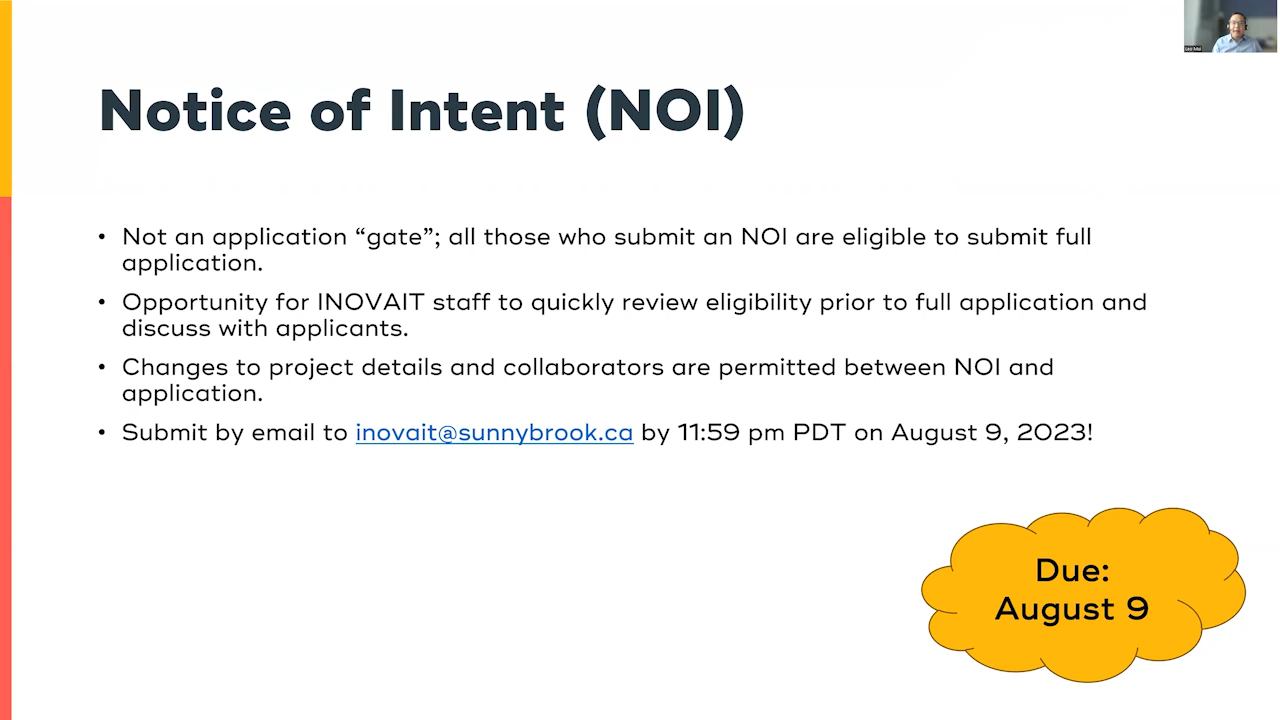 Notice of Intent (NOI)
• Not an application “gate”; all those who submit an NOI are eligible to submit full
application.
• Opportunity for INOVAIT staff to quickly review eligibility prior to full application and
discuss with applicants.
• Changes to project details and collaborators are permitted between NOI and
application.
• Submit by email to inovait@sunnybrook.ca by 11:59 pm PDT on August 9, 2023!
Due:
August 9